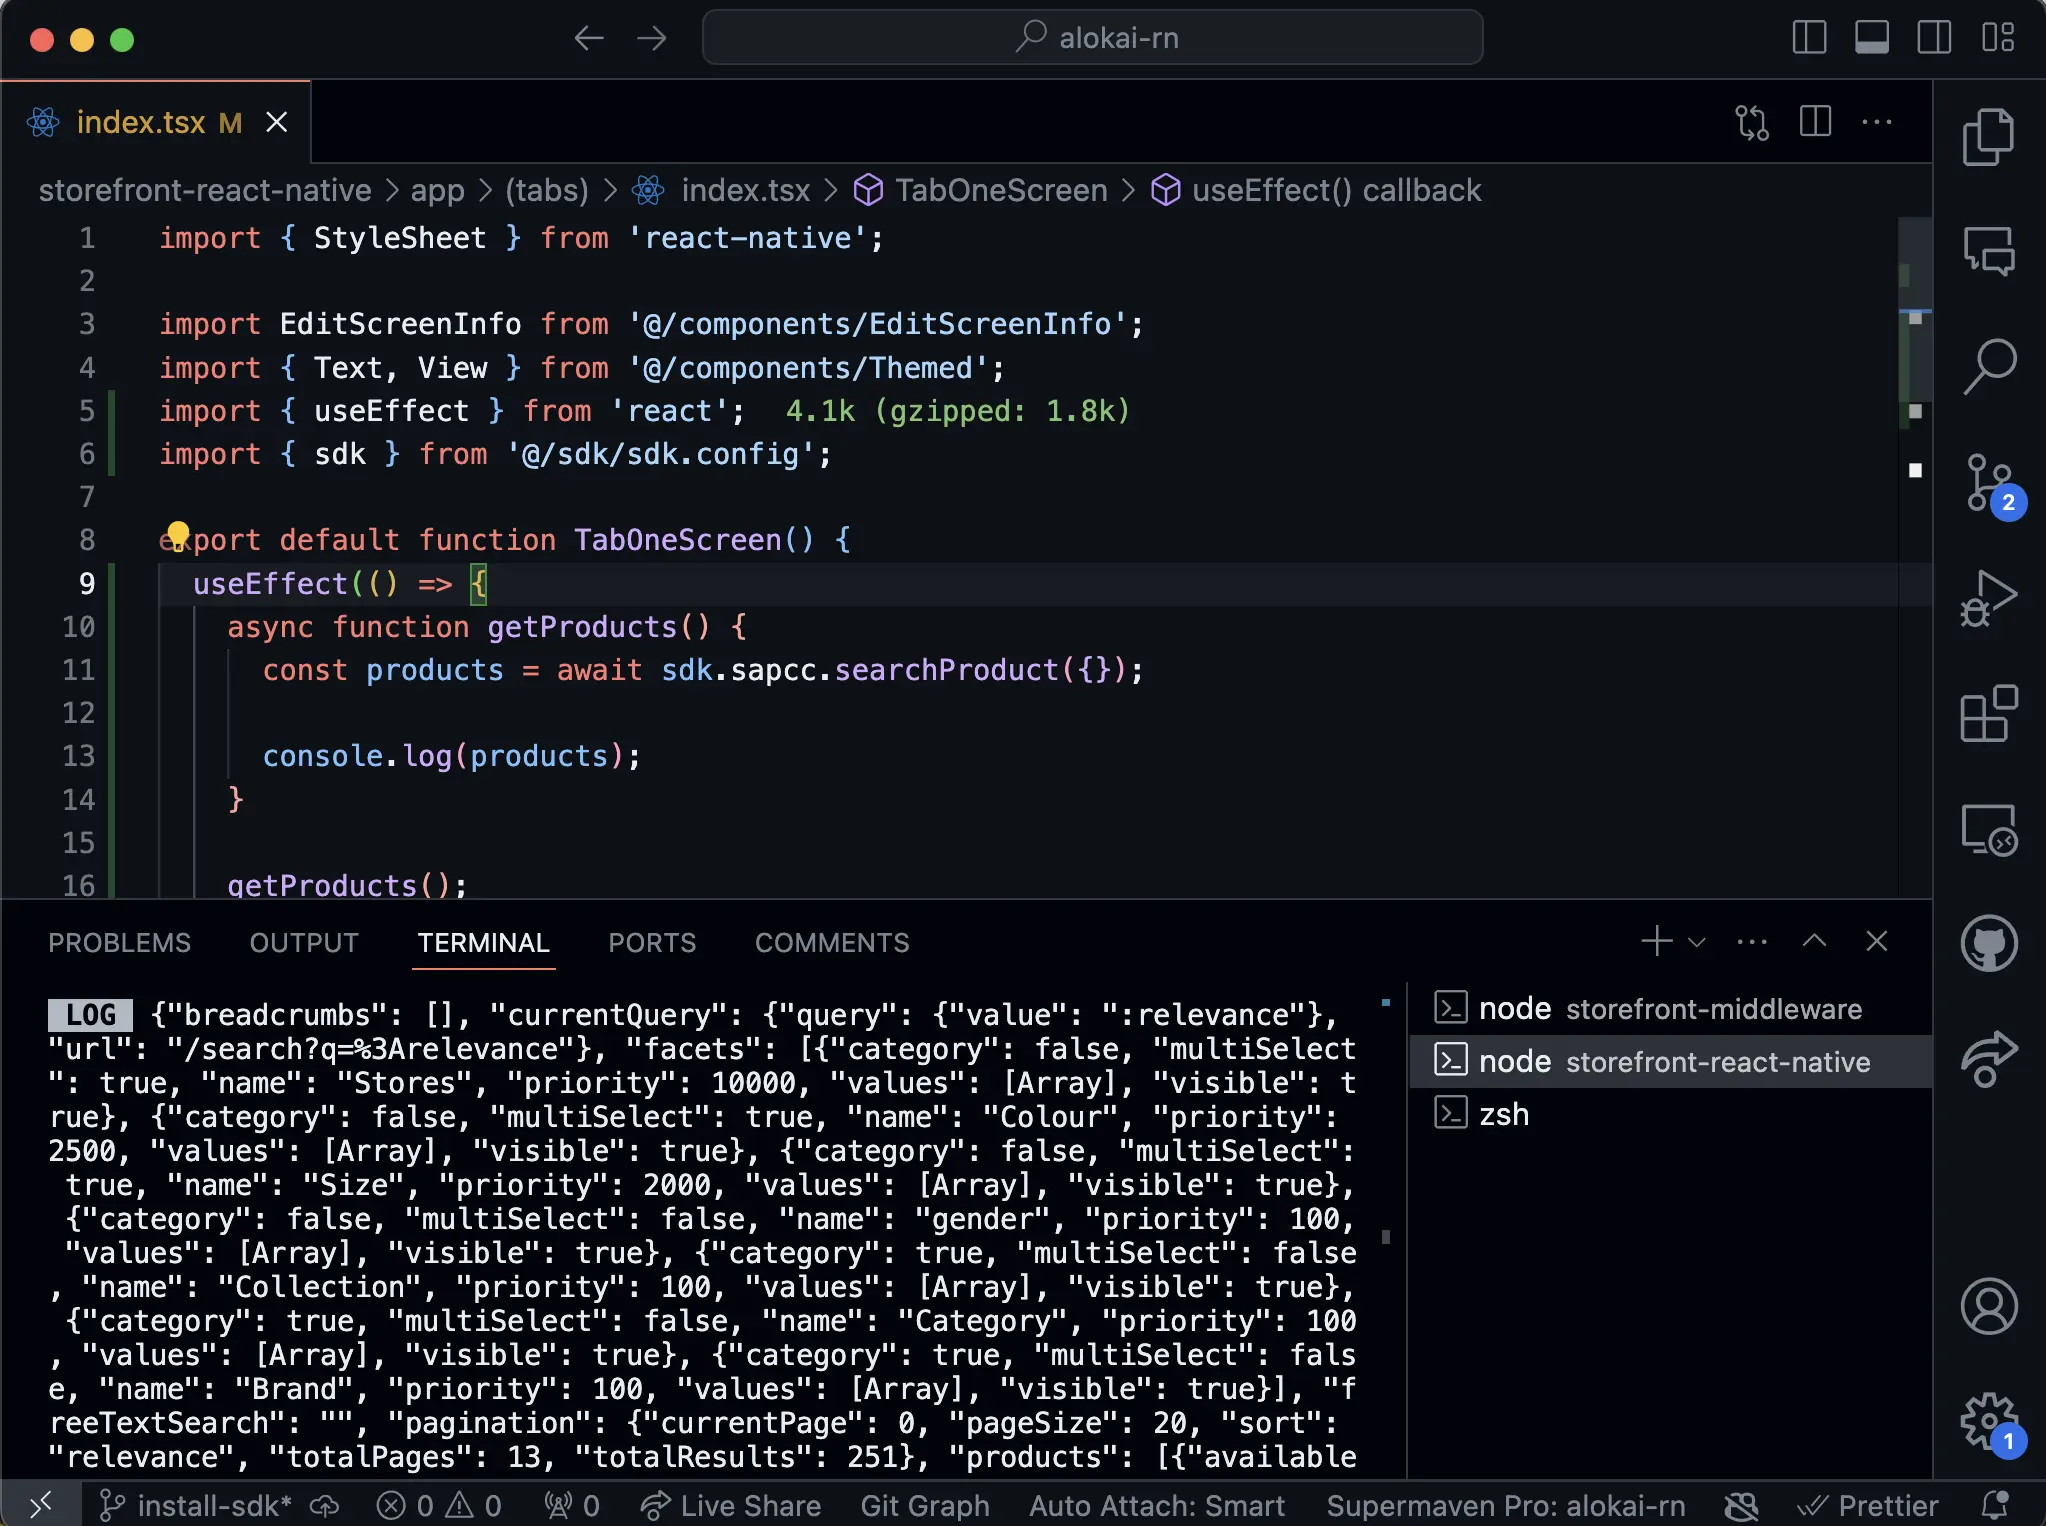 alokai-rn
index.tsx M
storefront-react-native > app > (tabs) > index.tsx > TabOneScreen > useEffect() callback
1 import { StyleSheet } from 'react-native';
2
3 import EditScreenInfo from '@/components/EditScreenInfo';
4 import { Text, View } from '@/components/Themed';
5 import { useEffect } from 'react'; 4.1k (gzipped: 1.8k)
6 import { sdk } from '@/sdk/sdk.config';
7
8 export default function TabOneScreen() {
9 useEffect(() => {
10 async function getProducts() {
11 const products = await sdk.sapcc.searchProduct({});
12
13 console.log(products);
14 }
15
16 getProducts();
2
PROBLEMS OUTPUT TERMINAL PORTS COMMENTS
LOG {"breadcrumbs": [], "currentQuery": {"query": {"value": ":relevance"},
"url": "/search?q=%3Arelevance"}, "facets": [{"category": false, "multiSelect
": true, "name": "Stores", "priority": 10000, "values": [Array], "visible": t
rue}, {"category": false, "multiSelect": true, "name": "Colour", "priority":
2500, "values": [Array], "visible": true}, {"category": false, "multiSelect":
true, "name": "Size", "priority": 2000, "values": [Array], "visible": true},
{"category": false, "multiSelect": false, "name": "gender", "priority": 100,
"values": [Array], "visible": true}, {"category": true, "multiSelect": false
, "name": "Collection", "priority": 100, "values": [Array], "visible": true},
{"category": true, "multiSelect": false, "name": "Category", "priority": 100
, "values": [Array], "visible": true}, {"category": true, "multiSelect": fals
e, "name": "Brand", "priority": 100, "values": [Array], "visible": true}], "f
reeTextSearch": "", "pagination": {"currentPage": 0, "pageSize": 20, "sort":
"relevance", "totalPages": 13, "totalResults": 251}, "products": [{"available
node storefront-middleware
node storefront-react-native
zsh
1
install-sdk* 0 0 0 Live Share Git Graph Auto Attach: Smart Supermaven Pro: alokai-rn Prettier